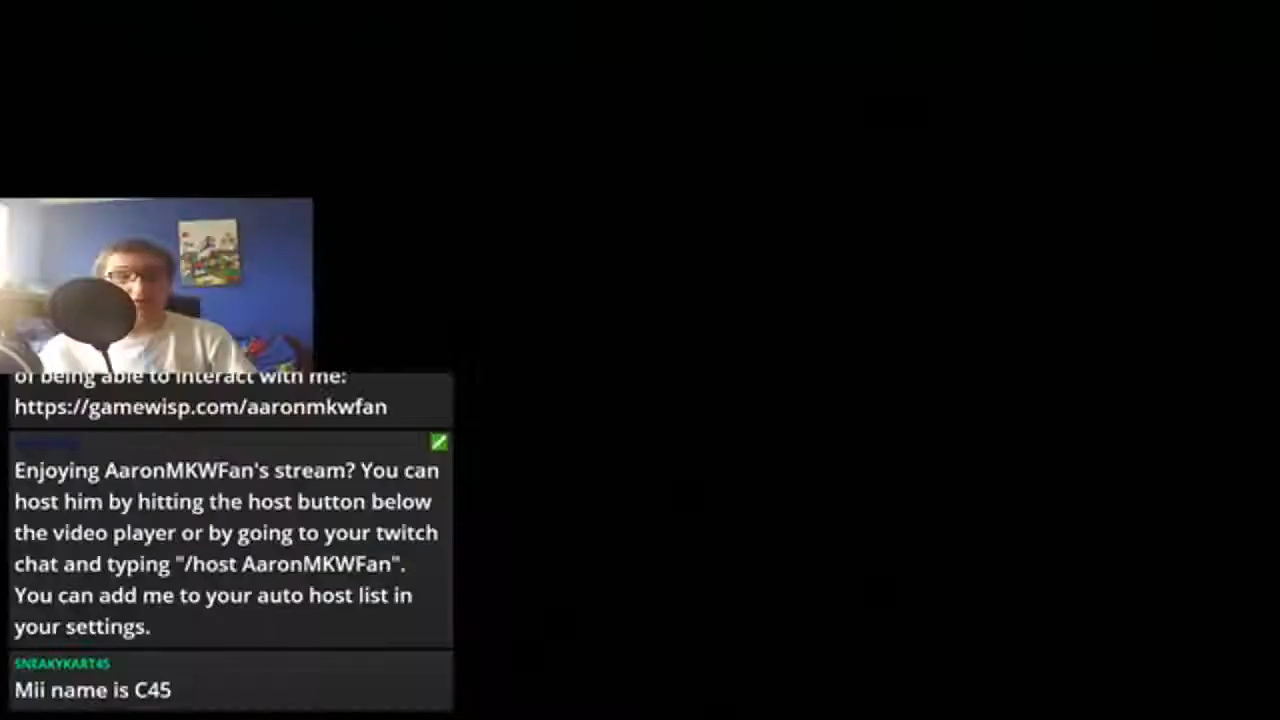 of being able to interact with me:
https://gamewisp.com/aaronmkwfan
Enjoying AaronMKWFan's stream? You can
host him by hitting the host button below
the video player or by going to your twitch
chat and typing "/host AaronMKWFan".
You can add me to your auto host list in
your settings.
SNEAKYKART45
Mii name is C45